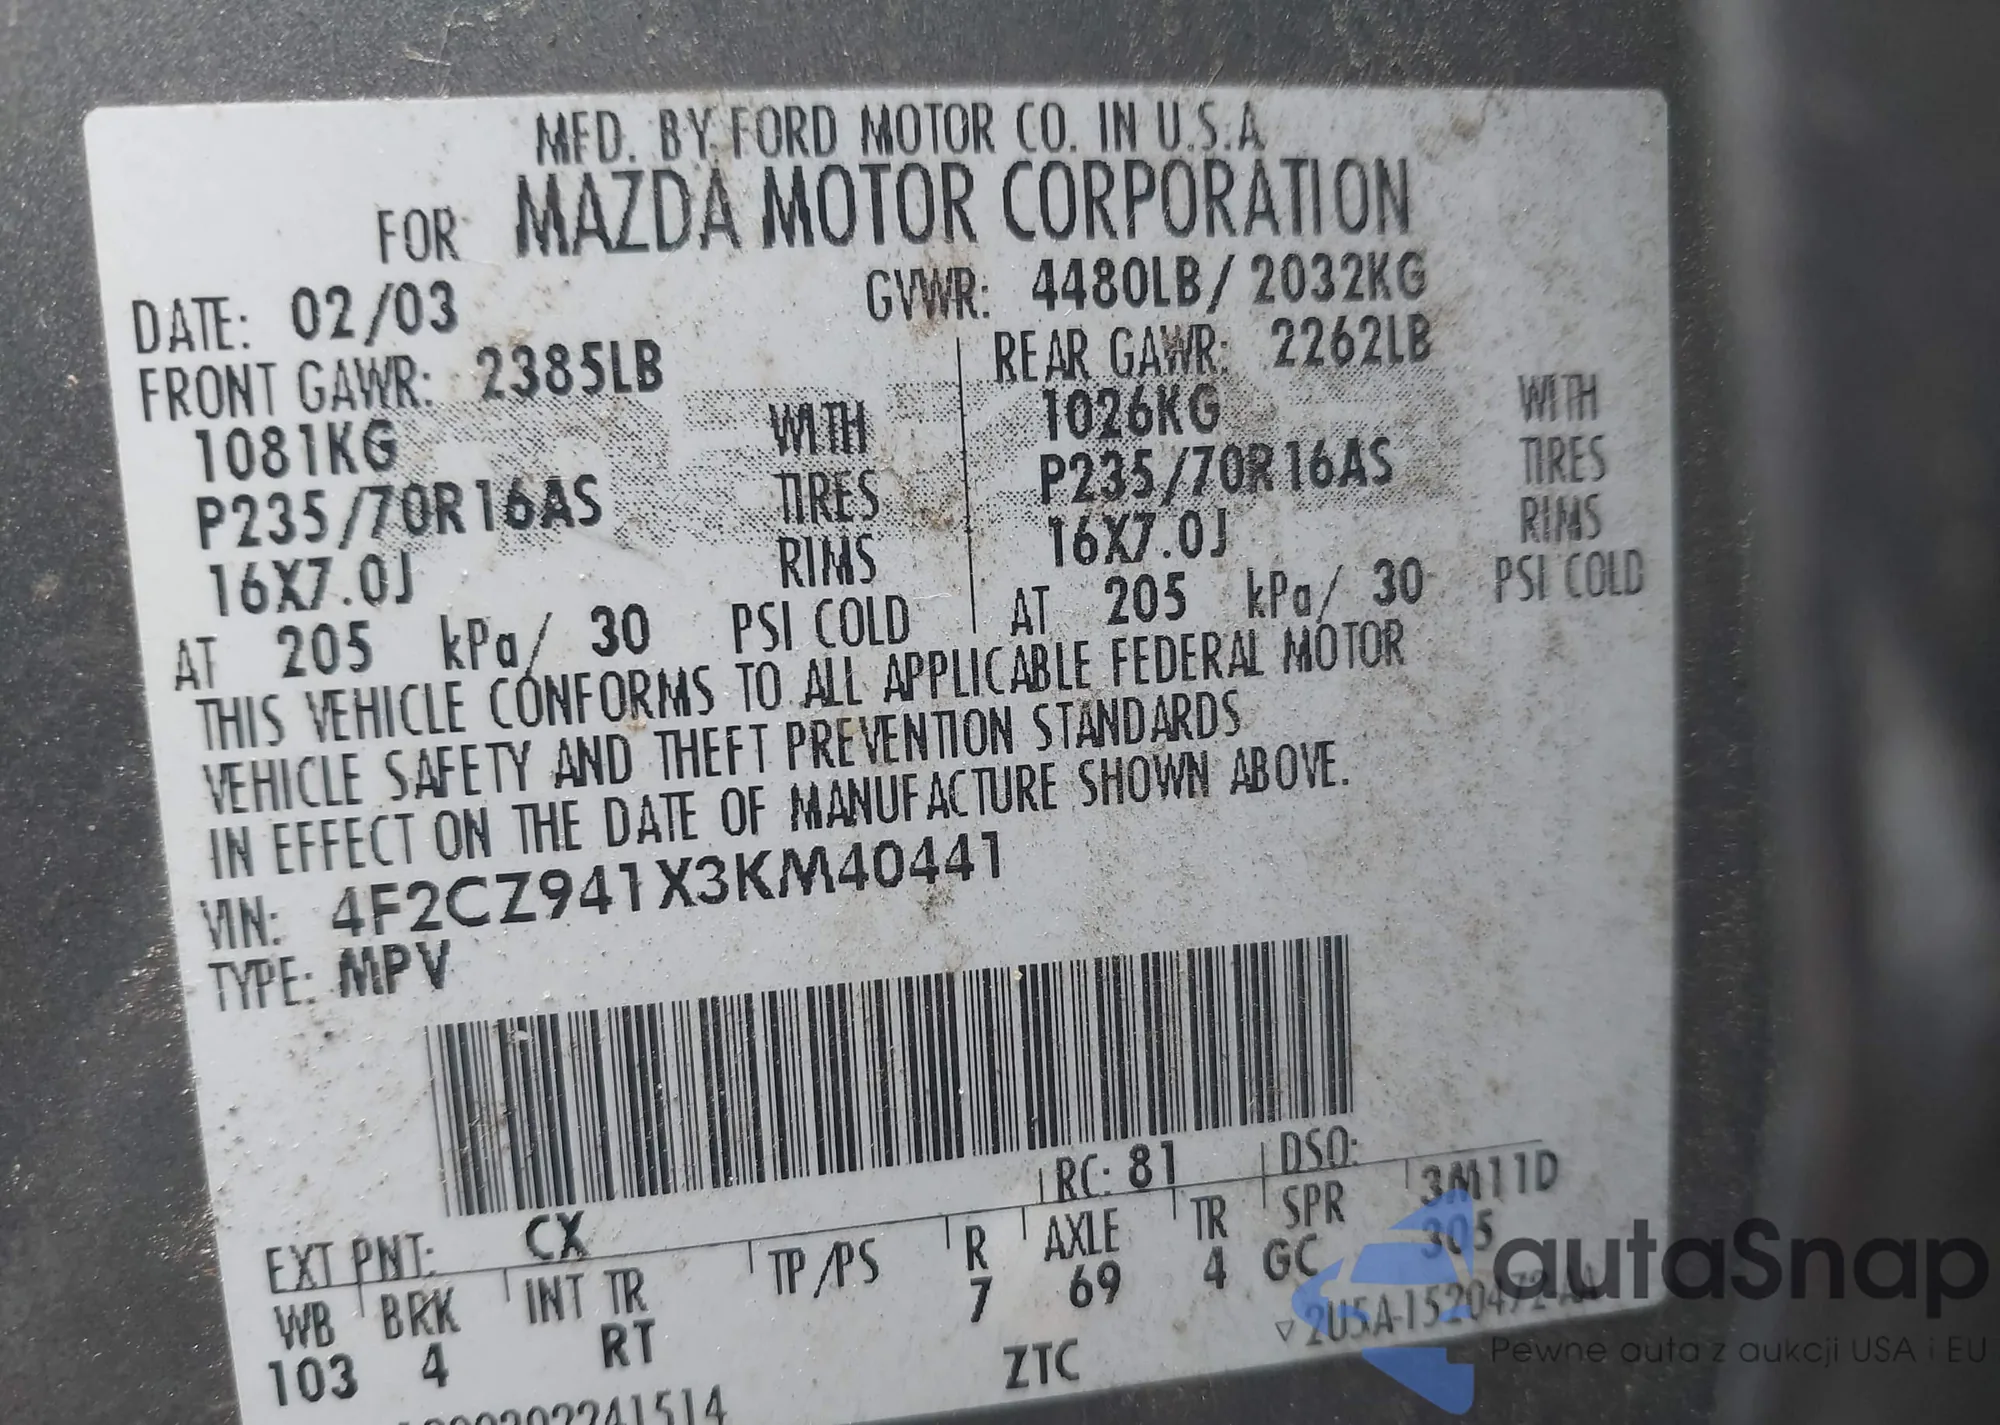 MFD. BY FORD MOTOR CO. IN U.S.A
FOR MAZDA MOTOR CORPORATION
DATE: 02/03 GVWR: 4480LB/ 2032KG
FRONT GAWR: 2385LB REAR GAWR: 2262LB
1081KG WITH 1026KG WITH
P235/70R16AS TIRES P235/70R16AS TIRES
16X7.0J RIMS 16X7.0J RIMS
AT 205 kPa/ 30 PSI COLD AT 205 kPa/ 30 PSI COLD
THIS VEHICLE CONFORMS TO ALL APPLICABLE FEDERAL MOTOR
VEHICLE SAFETY AND THEFT PREVENTION STANDARDS
IN EFFECT ON THE DATE OF MANUFACTURE SHOWN ABOVE.
VIN: 4F2CZ941X3KM40441
TYPE: MPV
EXT PNT: CX RC: 81 DSO: 3M11D
WB BRK INT TR TP/PS R AXLE TR SPR 305
103 4 RT 7 69 4 GC
ZTC ▽ 2U5A-1520472-AA
autaSnap
Pewne auta z aukcji USA i EU